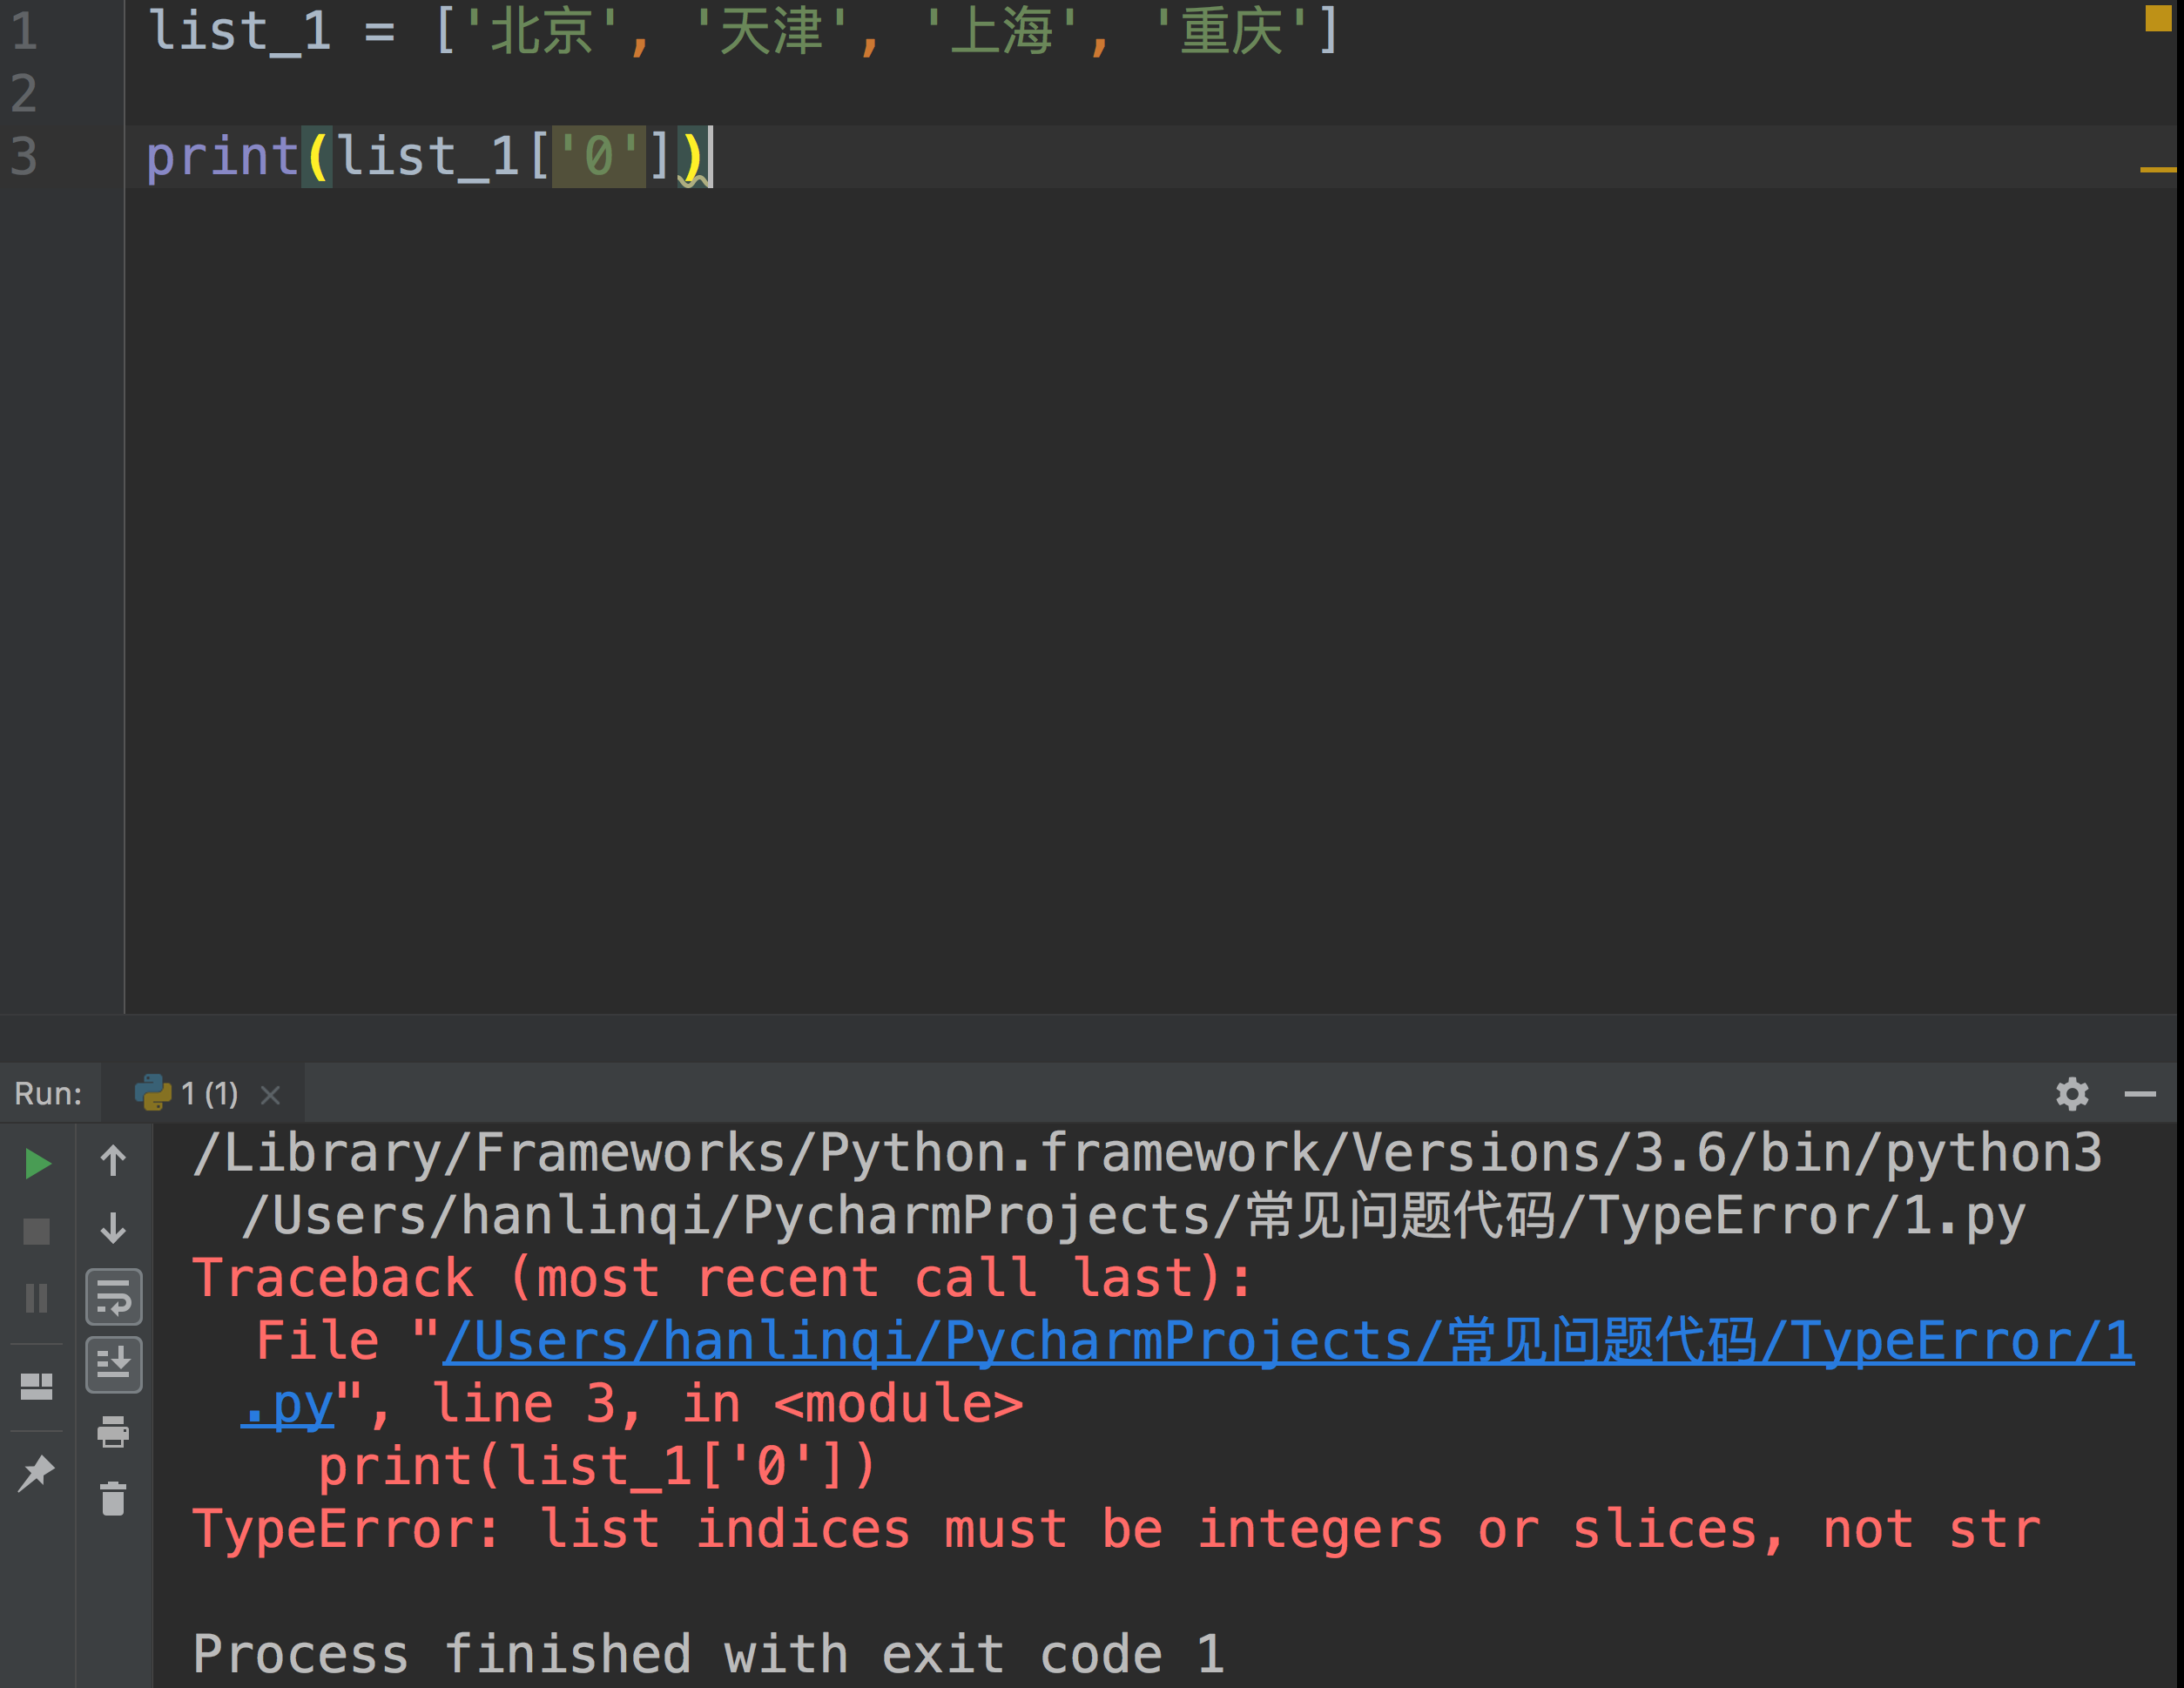 1 list_1 = ['北京', '天津', '上海', '重庆']
2
3 print(list_1['0'])
Run: 1 (1)
/Library/Frameworks/Python.framework/Versions/3.6/bin/python3
/Users/hanlinqi/PycharmProjects/常见问题代码/TypeError/1.py
Traceback (most recent call last):
File "/Users/hanlinqi/PycharmProjects/常见问题代码/TypeError/1
.py", line 3, in <module>
print(list_1['0'])
TypeError: list indices must be integers or slices, not str
Process finished with exit code 1